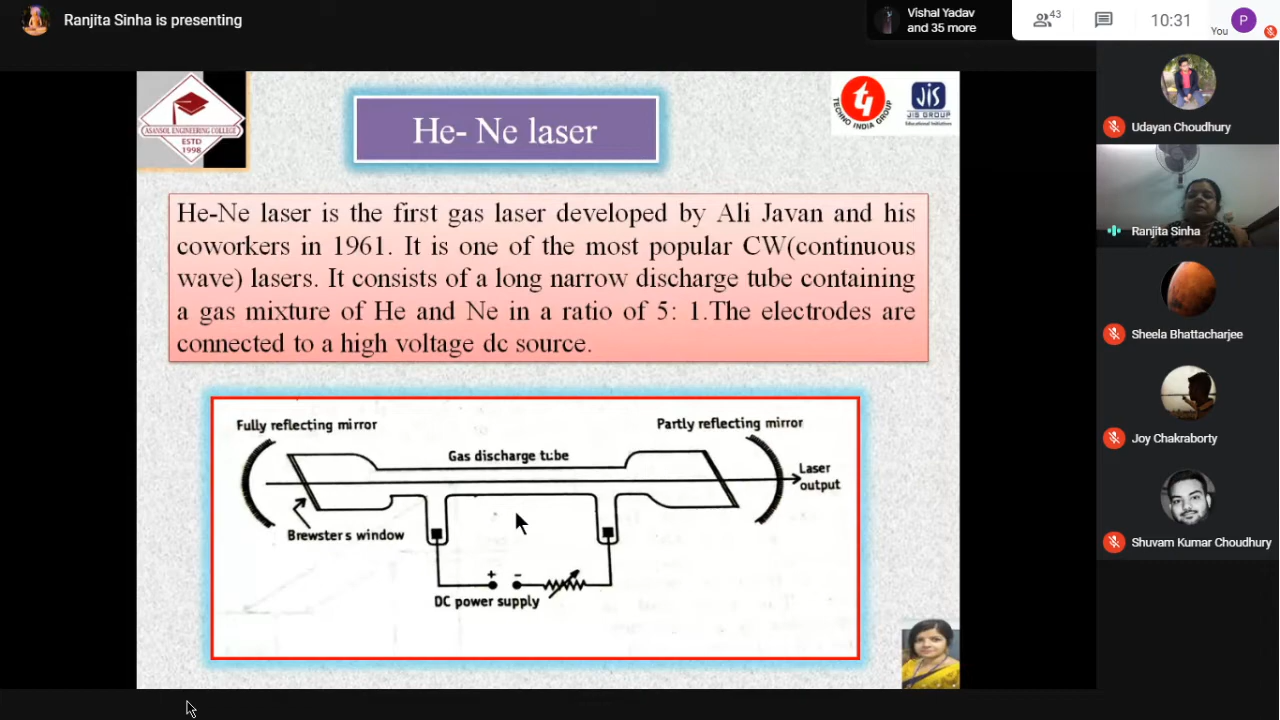 Ranjita Sinha is presenting
Vishal Yadav
and 35 more
43
10:31
You
P
ASANSOL ENGINEERING COLLEGE
ESTD
1998
He- Ne laser
TECHNO INDIA GROUP
JIS
JIS GROUP
Educational Initiatives
He-Ne laser is the first gas laser developed by Ali Javan and his
coworkers in 1961. It is one of the most popular CW(continuous
wave) lasers. It consists of a long narrow discharge tube containing
a gas mixture of He and Ne in a ratio of 5: 1.The electrodes are
connected to a high voltage dc source.
Fully reflecting mirror
Partly reflecting mirror
Gas discharge tube
Laser
output
Brewster's window
+ −
DC power supply
Udayan Choudhury
Ranjita Sinha
Sheela Bhattacharjee
Joy Chakraborty
Shuvam Kumar Choudhury